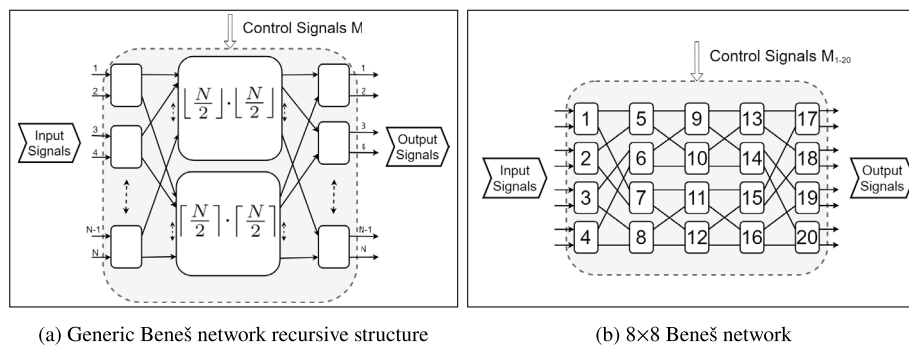 Control Signals M
1
2
3
4
N-1
N
Input
Signals
⌊N/2⌋·⌊N/2⌋
⌈N/2⌉·⌈N/2⌉
1
2
3
N-1
N
Output
Signals
(a) Generic Beneš network recursive structure
Control Signals M₁₋₂₀
Input
Signals
1 5 9 13 17
2 6 10 14 18
3 7 11 15 19
4 8 12 16 20
Output
Signals
(b) 8×8 Beneš network